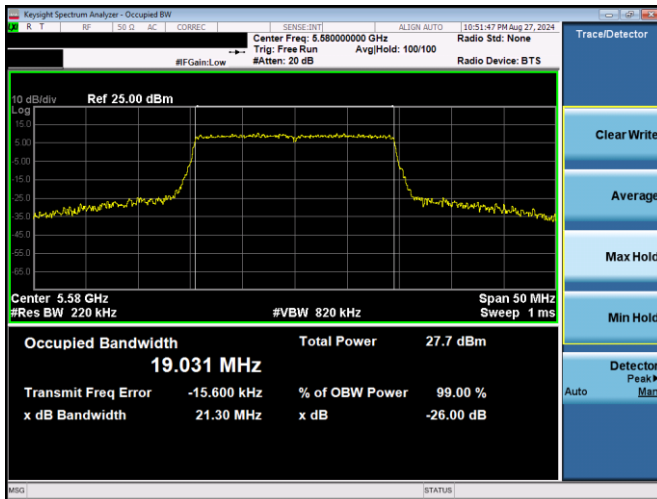 Keysight Spectrum Analyzer - Occupied BW
R T RF 50 Ω AC CORREC SENSE:INT ALIGN AUTO 10:51:47 PM Aug 27, 2024
Center Freq: 5.580000000 GHz Radio Std: None
Trig: Free Run Avg|Hold: 100/100
#IFGain:Low #Atten: 20 dB Radio Device: BTS
Trace/Detector
10 dB/div Ref 25.00 dBm
Log
15.0
5.00
-5.00
-15.0
-25.0
-35.0
-45.0
-55.0
-65.0
Center 5.58 GHz Span 50 MHz
#Res BW 220 kHz #VBW 820 kHz Sweep 1 ms
Occupied Bandwidth Total Power 27.7 dBm
19.031 MHz
Transmit Freq Error -15.600 kHz % of OBW Power 99.00 %
x dB Bandwidth 21.30 MHz x dB -26.00 dB
Clear Write
Average
Max Hold
Min Hold
Detector
Peak
Auto Man
MSG STATUS